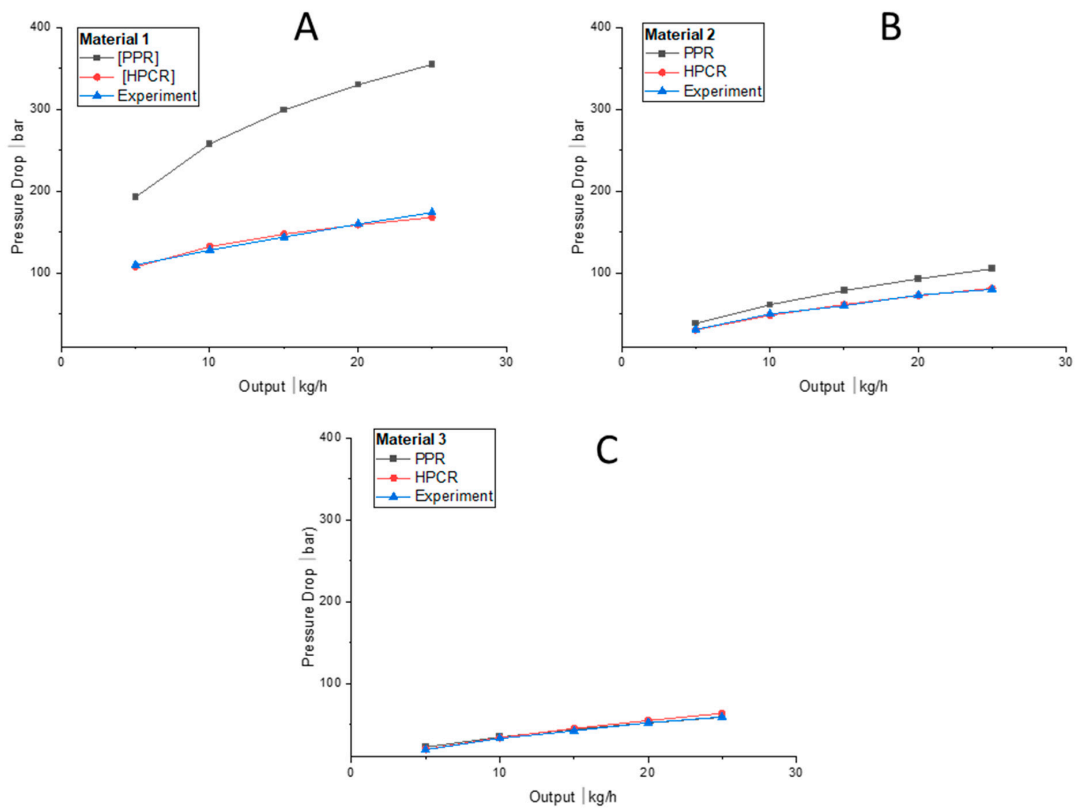 A
Material 1
[PPR]
[HPCR]
Experiment
400
300
200
100
0
10
20
30
Pressure Drop |bar
Output |kg/h
B
Material 2
PPR
HPCR
Experiment
400
300
200
100
0
10
20
30
Pressure Drop |bar
Output |kg/h
C
Material 3
PPR
HPCR
Experiment
400
300
200
100
0
10
20
30
Pressure Drop |bar)
Output |kg/h